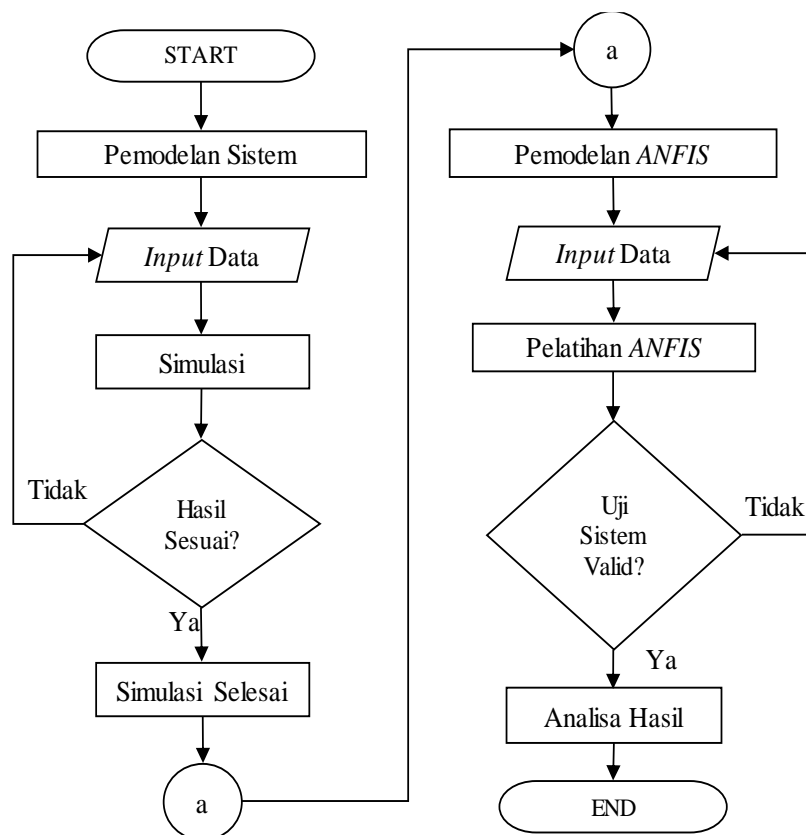 START
Pemodelan Sistem
Input Data
Simulasi
Tidak
Hasil
Sesuai?
Ya
Simulasi Selesai
a
a
Pemodelan ANFIS
Input Data
Pelatihan ANFIS
Uji
Sistem
Valid?
Tidak
Ya
Analisa Hasil
END